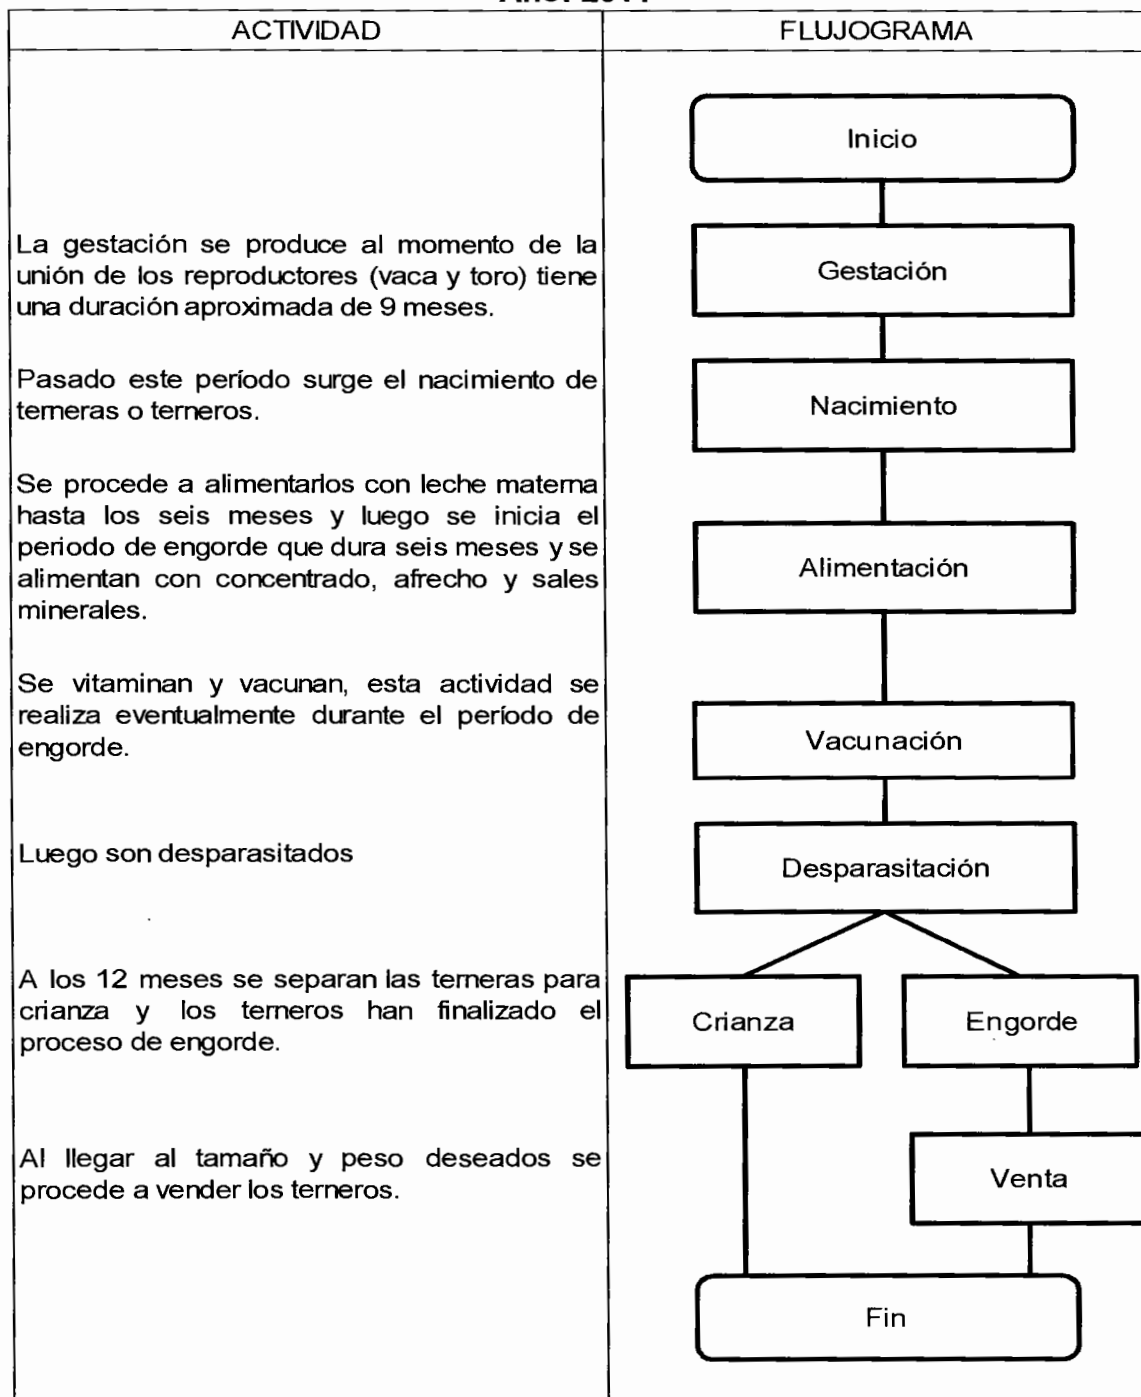 ACTIVIDAD
FLUJOGRAMA
Inicio
La gestación se produce al momento de la
unión de los reproductores (vaca y toro) tiene
una duración aproximada de 9 meses.
Gestación
Pasado este período surge el nacimiento de
terneras o terneros.
Nacimiento
Se procede a alimentarlos con leche materna
hasta los seis meses y luego se inicia el
periodo de engorde que dura seis meses y se
alimentan con concentrado, afrecho y sales
minerales.
Alimentación
Se vitaminan y vacunan, esta actividad se
realiza eventualmente durante el período de
engorde.
Vacunación
Luego son desparasitados
Desparasitación
A los 12 meses se separan las terneras para
crianza y los terneros han finalizado el
proceso de engorde.
Crianza
Engorde
Al llegar al tamaño y peso deseados se
procede a vender los terneros.
Venta
Fin